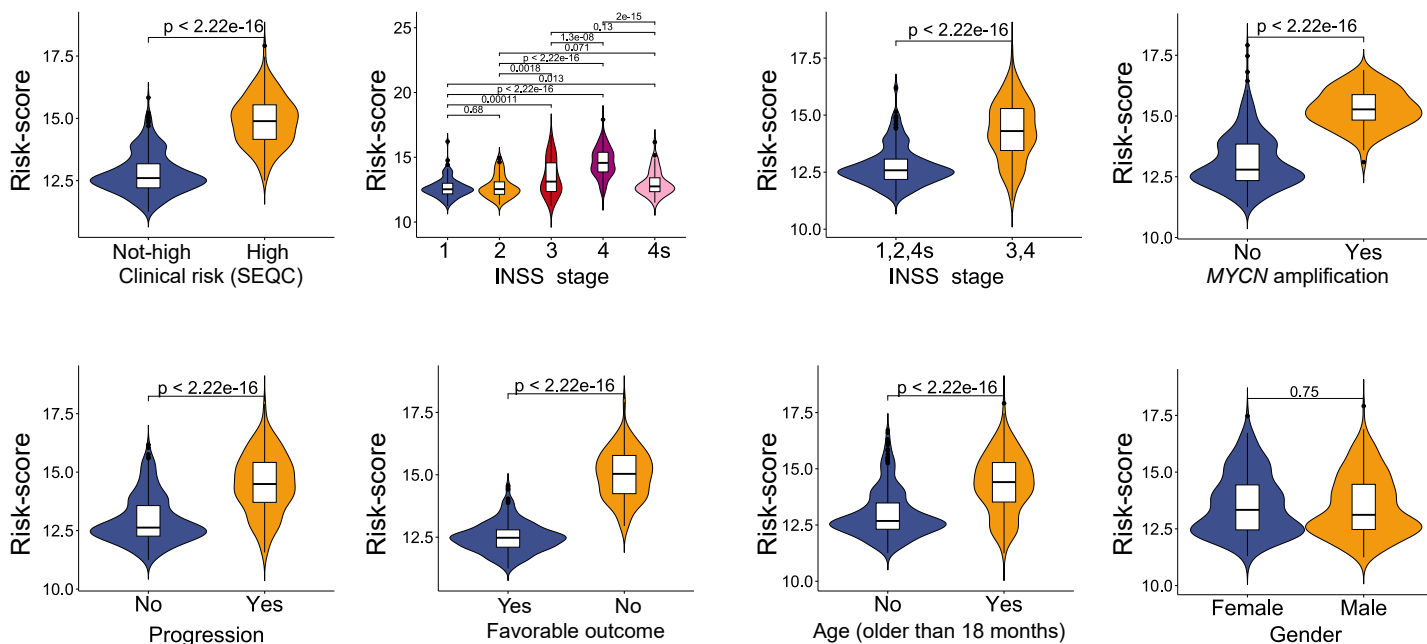 p < 2.22e-16
Risk-score
17.5
15.0
12.5
Not-high High
Clinical risk (SEQC)
2e-15
0.13
1.3e-08
0.071
p < 2.22e-16
0.0018
0.013
p < 2.22e-16
0.00011
0.68
Risk-score
25
20
15
10
1 2 3 4 4s
INSS stage
p < 2.22e-16
Risk-score
17.5
15.0
12.5
10.0
1,2,4s 3,4
INSS stage
p < 2.22e-16
Risk-score
17.5
15.0
12.5
10.0
No Yes
MYCN amplification
p < 2.22e-16
Risk-score
17.5
15.0
12.5
10.0
No Yes
Progression
p < 2.22e-16
Risk-score
17.5
15.0
12.5
Yes No
Favorable outcome
p < 2.22e-16
Risk-score
17.5
15.0
12.5
10.0
No Yes
Age (older than 18 months)
0.75
Risk-score
17.5
15.0
12.5
10.0
Female Male
Gender